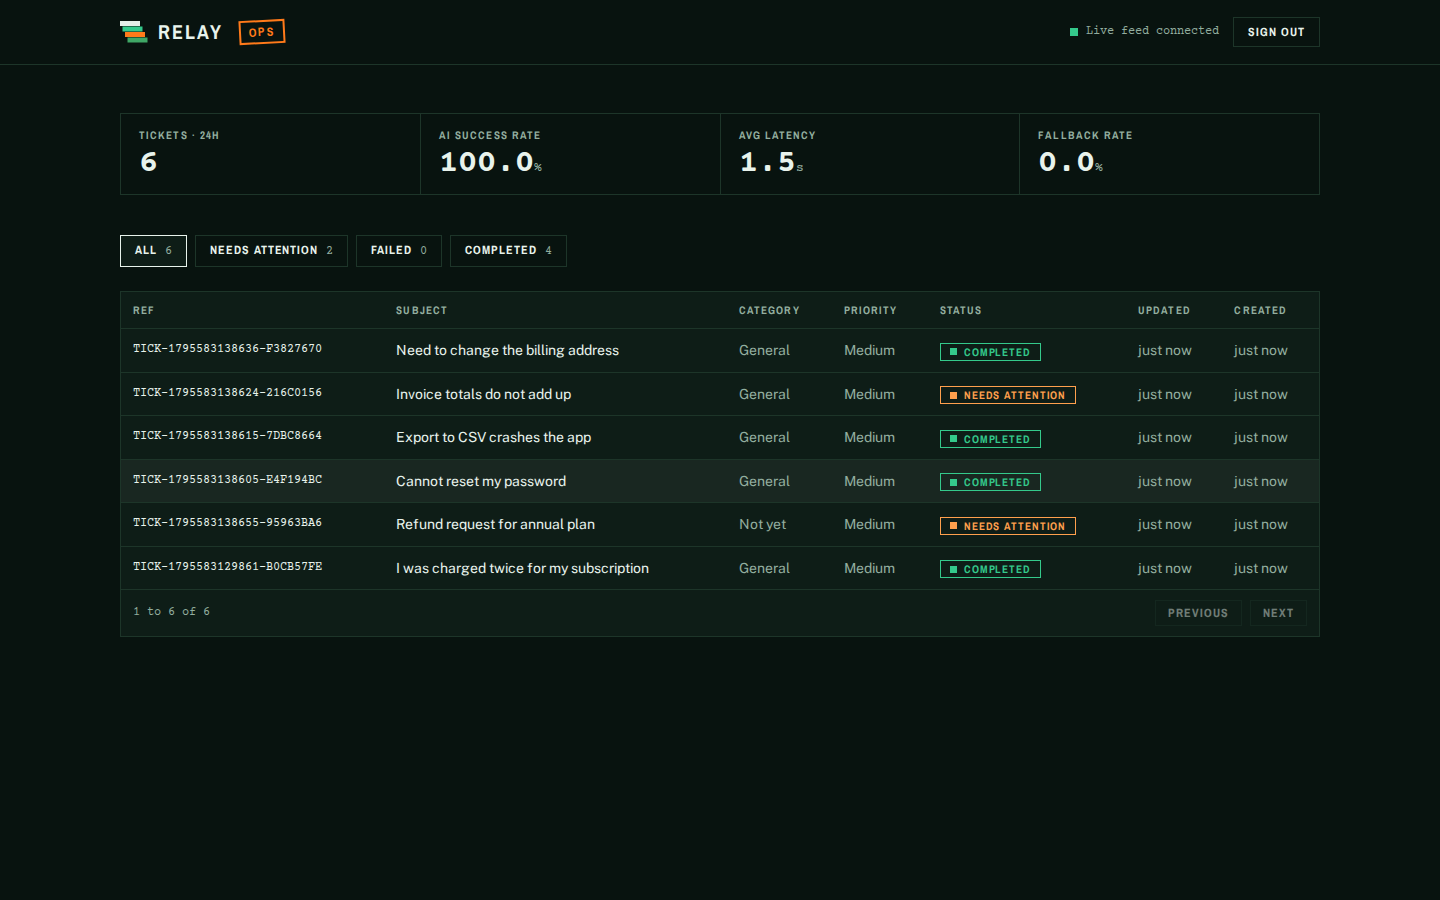 RELAY OPS Live feed connected SIGN OUT
TICKETS · 24H AI SUCCESS RATE AVG LATENCY FALLBACK RATE
6 100.0% 1.5s 0.0%
ALL 6 NEEDS ATTENTION 2 FAILED 0 COMPLETED 4
REF SUBJECT CATEGORY PRIORITY STATUS UPDATED CREATED
TICK-1795583138636-F3827670 Need to change the billing address General Medium COMPLETED just now just now
TICK-1795583138624-216C0156 Invoice totals do not add up General Medium NEEDS ATTENTION just now just now
TICK-1795583138615-7DBC8664 Export to CSV crashes the app General Medium COMPLETED just now just now
TICK-1795583138605-E4F194BC Cannot reset my password General Medium COMPLETED just now just now
TICK-1795583138655-95963BA6 Refund request for annual plan Not yet Medium NEEDS ATTENTION just now just now
TICK-1795583129861-B0CB57FE I was charged twice for my subscription General Medium COMPLETED just now just now
1 to 6 of 6 PREVIOUS NEXT